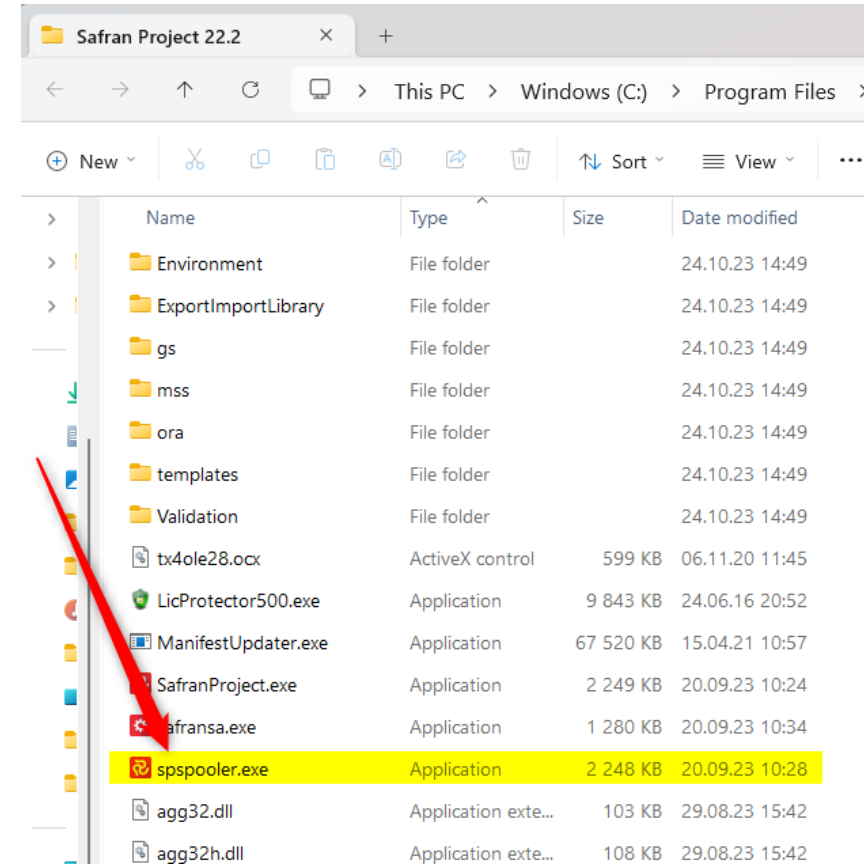 Safran Project 22.2
This PC > Windows (C:) > Program Files >
New Sort View ...
Name Type Size Date modified
Environment File folder 24.10.23 14:49
ExportImportLibrary File folder 24.10.23 14:49
gs File folder 24.10.23 14:49
mss File folder 24.10.23 14:49
ora File folder 24.10.23 14:49
templates File folder 24.10.23 14:49
Validation File folder 24.10.23 14:49
tx4ole28.ocx ActiveX control 599 KB 06.11.20 11:45
LicProtector500.exe Application 9 843 KB 24.06.16 20:52
ManifestUpdater.exe Application 67 520 KB 15.04.21 10:57
SafranProject.exe Application 2 249 KB 20.09.23 10:24
afransa.exe Application 1 280 KB 20.09.23 10:34
spspooler.exe Application 2 248 KB 20.09.23 10:28
agg32.dll Application exte... 103 KB 29.08.23 15:42
agg32h.dll Application exte... 108 KB 29.08.23 15:42